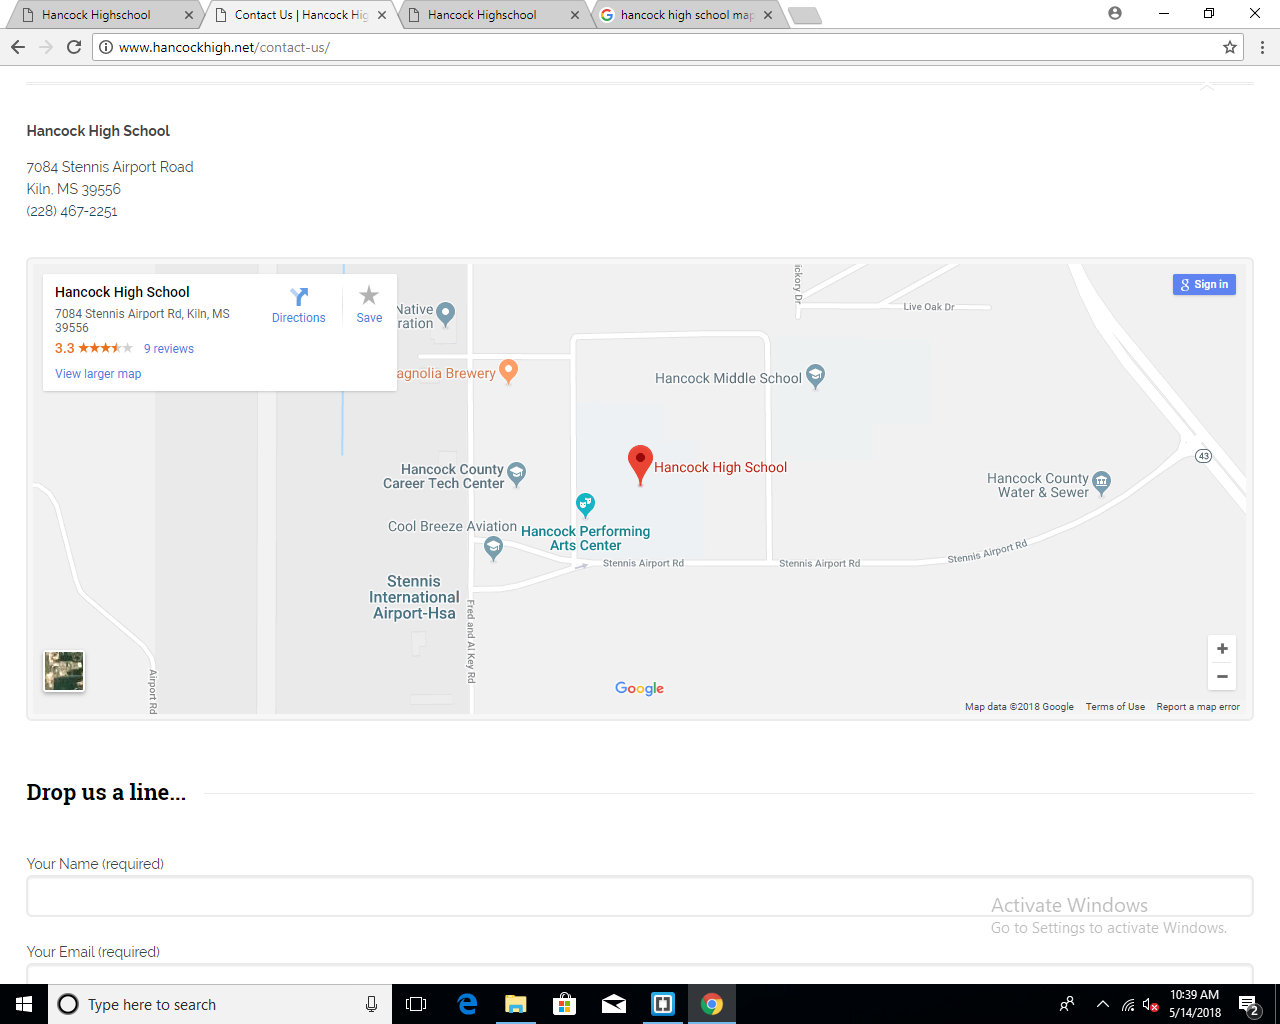 Hancock Highschool
Contact Us | Hancock Hig
Hancock Highschool
hancock high school map
www.hancockhigh.net/contact-us/
Hancock High School
7084 Stennis Airport Road
Kiln, MS 39556
(228) 467-2251
Hancock High School
7084 Stennis Airport Rd, Kiln, MS
39556
3.3
9 reviews
View larger map
Directions
Save
Sign in
Native
ration
agnolia Brewery
ickory Dr
Live Oak Dr
Hancock Middle School
Hancock High School
Hancock County
Career Tech Center
43
Hancock County
Water & Sewer
Cool Breeze Aviation
Hancock Performing
Arts Center
Stennis Airport Rd
Stennis Airport Rd
Stennis Airport Rd
Stennis
International
Airport-Hsa
Fred and Al Key Rd
Airport Rd
Google
Map data ©2018 Google
Terms of Use
Report a map error
Drop us a line...
Your Name (required)
Your Email (required)
Activate Windows
Go to Settings to activate Windows.
Type here to search
10:39 AM
5/14/2018
2